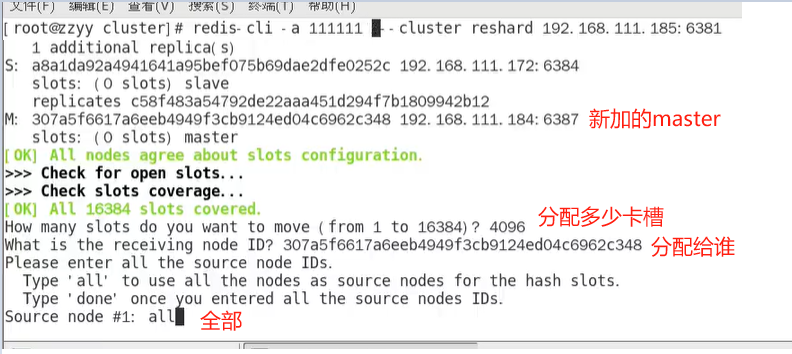 文件(F) 编辑(E) 查看(V) 搜索(S) 终端(T) 帮助(H)
[root@zzyy cluster]# redis-cli -a 111111 --cluster reshard 192.168.111.185:6381
1 additional replica(s)
S: a8a1da92a4941641a95bef075b69dae2dfe0252c 192.168.111.172:6384
slots: (0 slots) slave
replicates c58f483a54792de22aaa451d294f7b1809942b12
M: 307a5f6617a6eeb4949f3cb9124ed04c6962c348 192.168.111.184:6387 新加的master
slots: (0 slots) master
[OK] All nodes agree about slots configuration.
>>> Check for open slots...
>>> Check slots coverage...
[OK] All 16384 slots covered.
How many slots do you want to move (from 1 to 16384)? 4096 分配多少卡槽
What is the receiving node ID? 307a5f6617a6eeb4949f3cb9124ed04c6962c348 分配给谁
Please enter all the source node IDs.
Type 'all' to use all the nodes as source nodes for the hash slots.
Type 'done' once you entered all the source nodes IDs.
Source node #1: all 全部